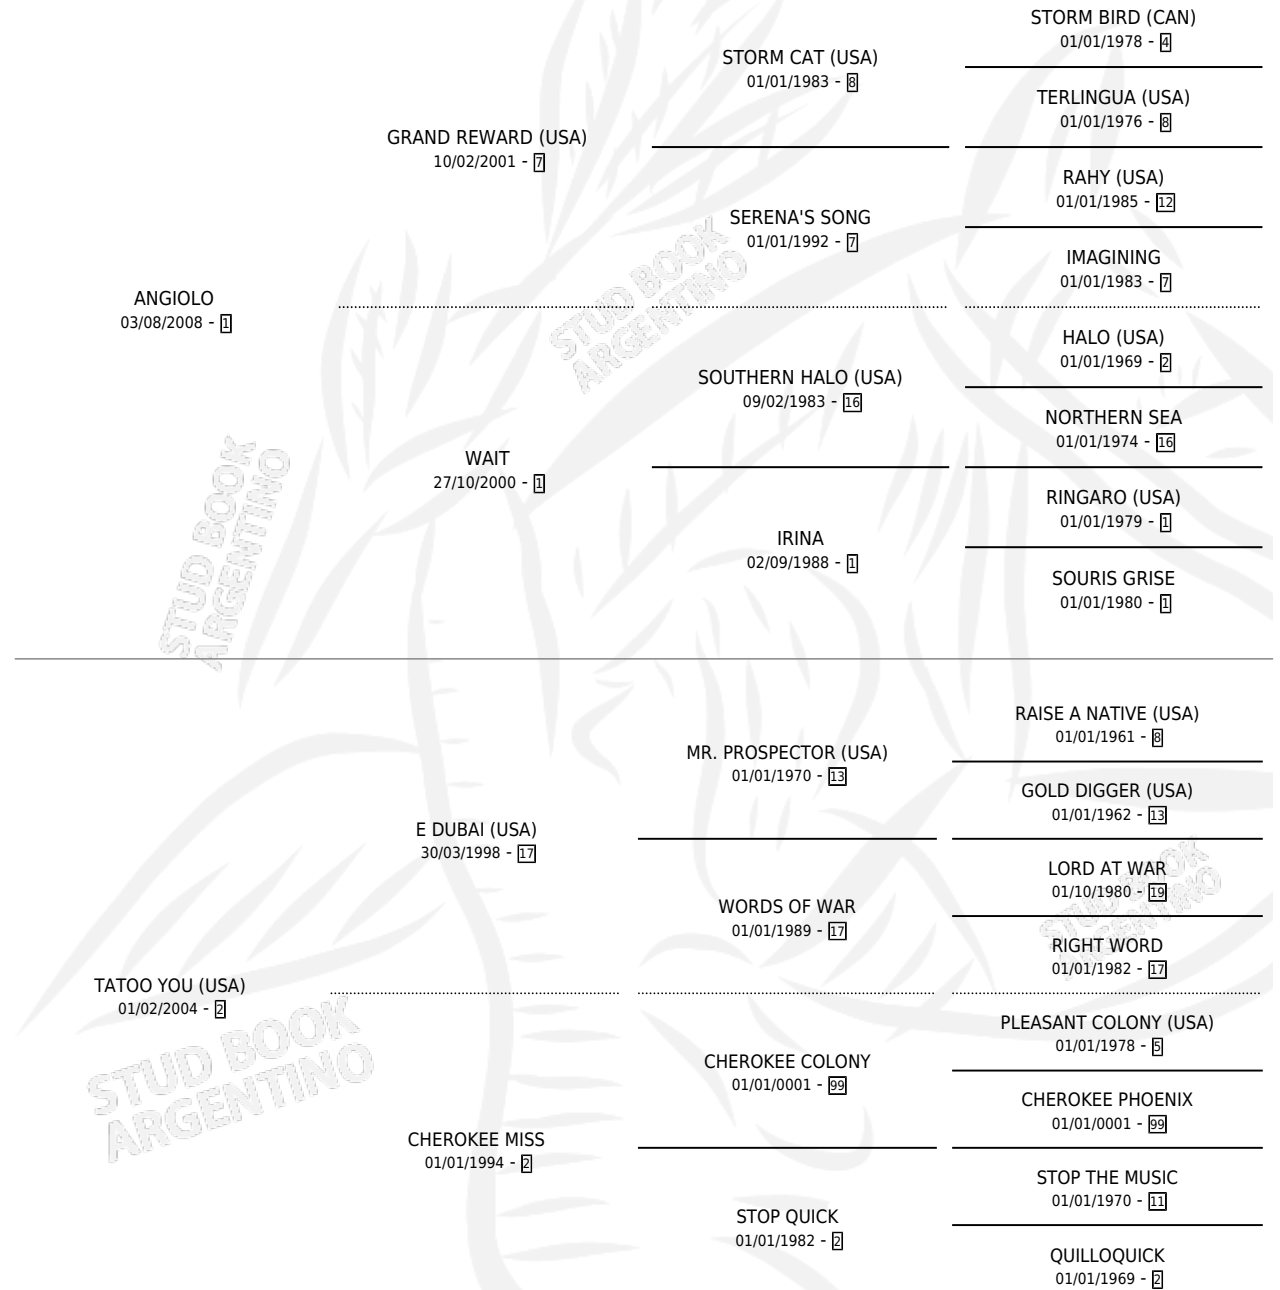 STORM BIRD (CAN)
01/01/1978 - 4
STORM CAT (USA)
01/01/1983 - 8
TERLINGUA (USA)
01/01/1976 - 8
GRAND REWARD (USA)
10/02/2001 - 7
RAHY (USA)
01/01/1985 - 12
SERENA'S SONG
01/01/1992 - 7
IMAGINING
01/01/1983 - 7
ANGIOLO
03/08/2008 - 1
HALO (USA)
01/01/1969 - 2
SOUTHERN HALO (USA)
09/02/1983 - 16
NORTHERN SEA
01/01/1974 - 16
WAIT
27/10/2000 - 1
RINGARO (USA)
01/01/1979 - 1
IRINA
02/09/1988 - 1
SOURIS GRISE
01/01/1980 - 1
RAISE A NATIVE (USA)
01/01/1961 - 8
MR. PROSPECTOR (USA)
01/01/1970 - 13
GOLD DIGGER (USA)
01/01/1962 - 13
E DUBAI (USA)
30/03/1998 - 17
LORD AT WAR
01/10/1980 - 19
WORDS OF WAR
01/01/1989 - 17
RIGHT WORD
01/01/1982 - 17
TATOO YOU (USA)
01/02/2004 - 2
PLEASANT COLONY (USA)
01/01/1978 - 5
CHEROKEE COLONY
01/01/0001 - 99
CHEROKEE PHOENIX
01/01/0001 - 99
CHEROKEE MISS
01/01/1994 - 2
STOP THE MUSIC
01/01/1970 - 11
STOP QUICK
01/01/1982 - 2
QUILLOQUICK
01/01/1969 - 2
STUD BOOK
ARGENTINO
STUD BOOK
ARGENTINO
STUD BOOK
ARGENTINO
STUD BOOK
ARGENTINO